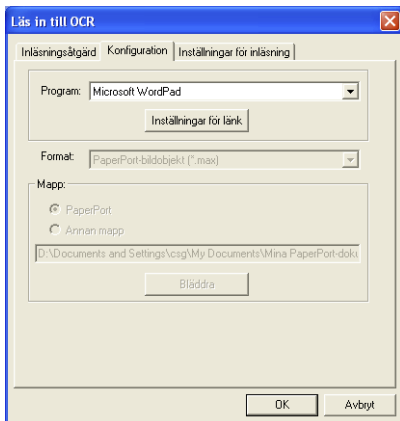 Läs in till OCR
Inläsningsåtgärd Konfiguration Inställningar för inläsning
Program: Microsoft WordPad
Inställningar för länk
Format: PaperPort-bildobjekt (*.max)
Mapp:
PaperPort
Annan mapp
D:\Documents and Settings\csg\My Documents\Mina PaperPort-doku
Bläddra
OK Avbryt